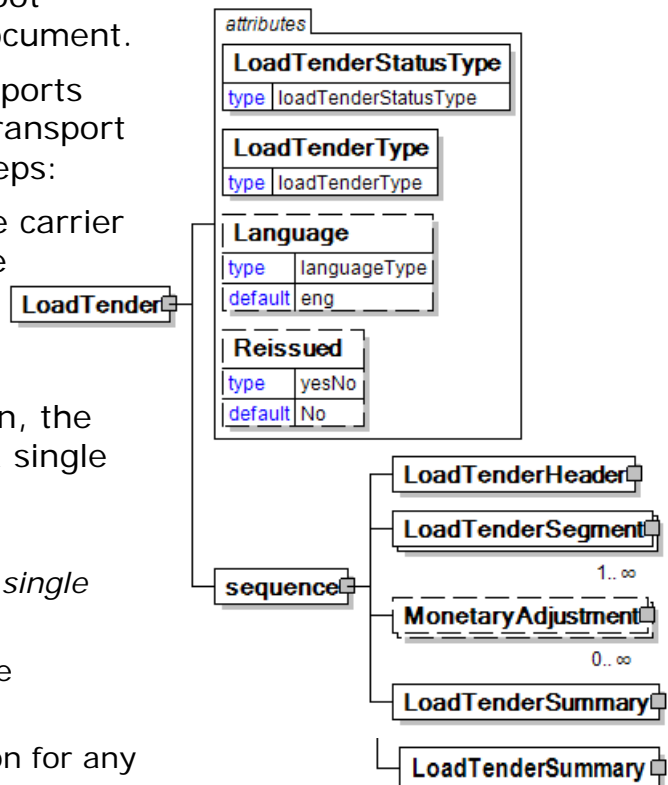 ocument.
ports
ransport
eps:
e carrier
e
n, the
single
single
e
on for any
attributes
LoadTenderStatusType
type loadTenderStatusType
LoadTenderType
type loadTenderType
Language
type languageType
default eng
Reissued
type yesNo
default No
LoadTender
sequence
LoadTenderHeader
LoadTenderSegment
1.. ∞
MonetaryAdjustment
0.. ∞
LoadTenderSummary
LoadTenderSummary